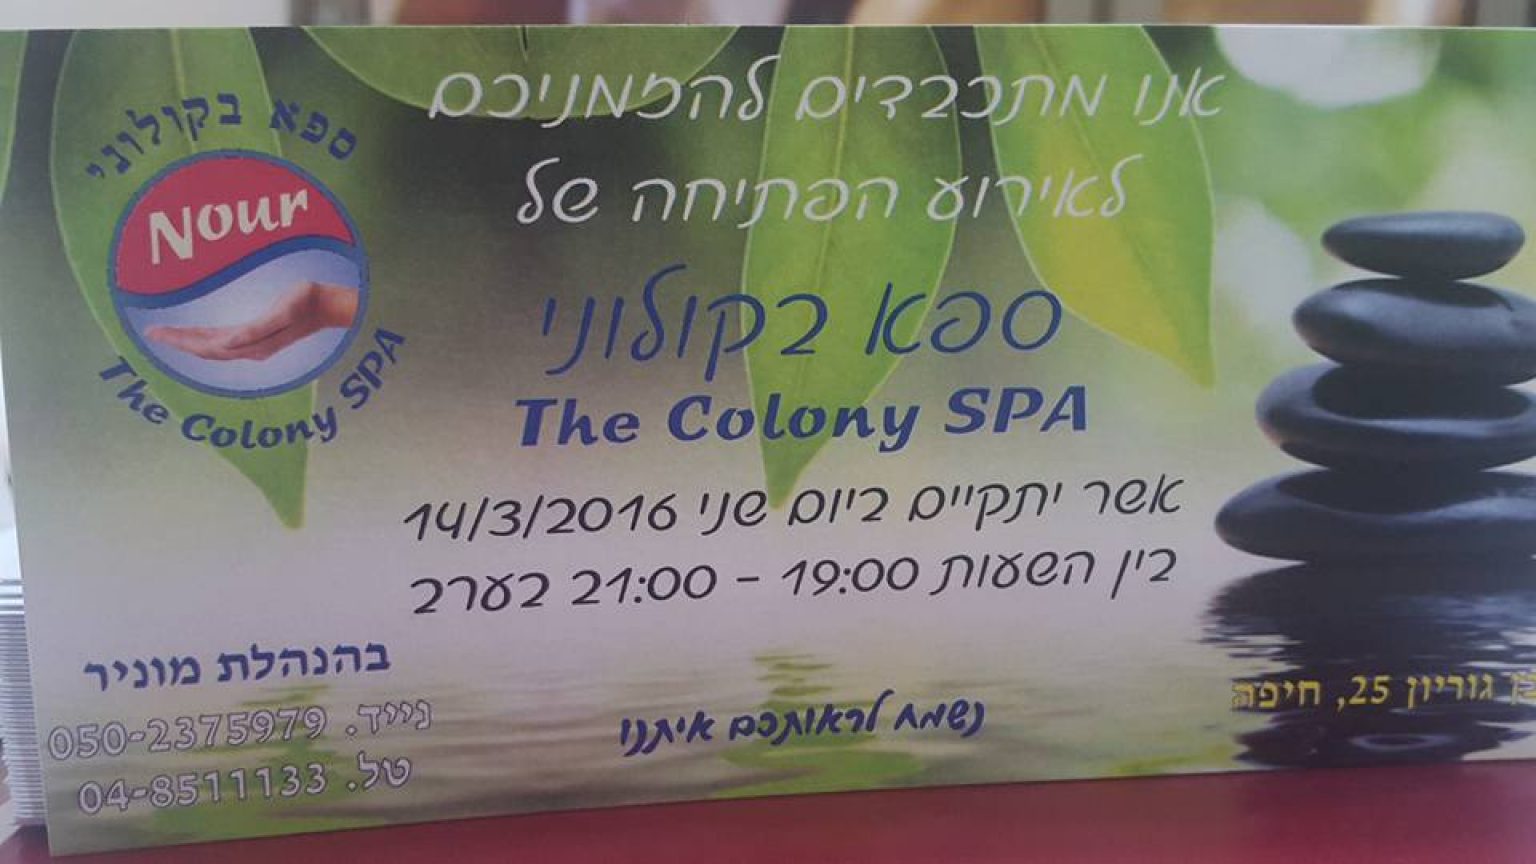 אנו מתכבדים להזמניכם
לאירוע הפתיחה של
ספא בקולוני
The Colony SPA
אשר יתקיים ביום שני 14/3/2016
בין השעות 19:00 - 21:00 בערב
נשמח לראותכם איתנו
ספא בקולוני
Nour
The Colony SPA
בהנהלת מוניר
נייד. 050-2375979
טל. 04-8511133
גוריון 25, חיפה